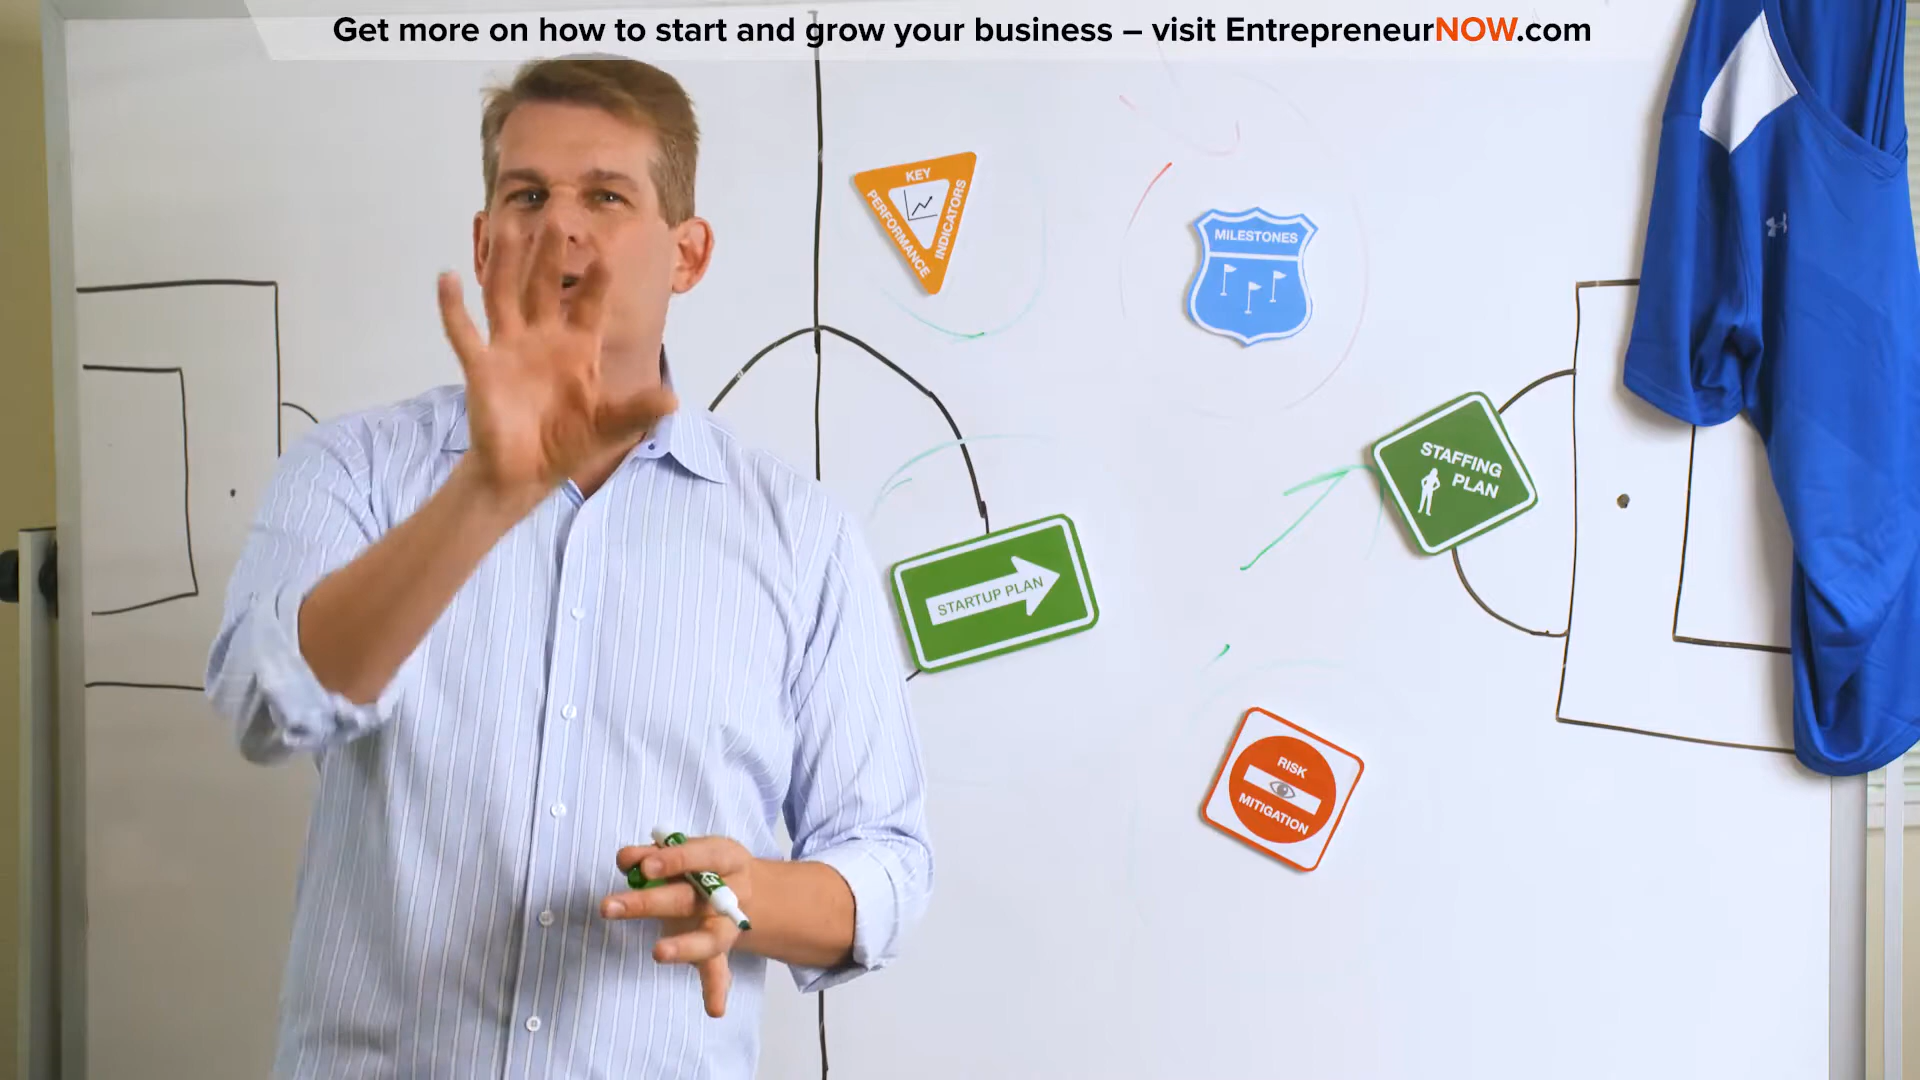 Get more on how to start and grow your business – visit EntrepreneurNOW.com
KEY
PERFORMANCE
INDICATORS
MILESTONES
STAFFING
PLAN
STARTUP PLAN
RISK
MITIGATION